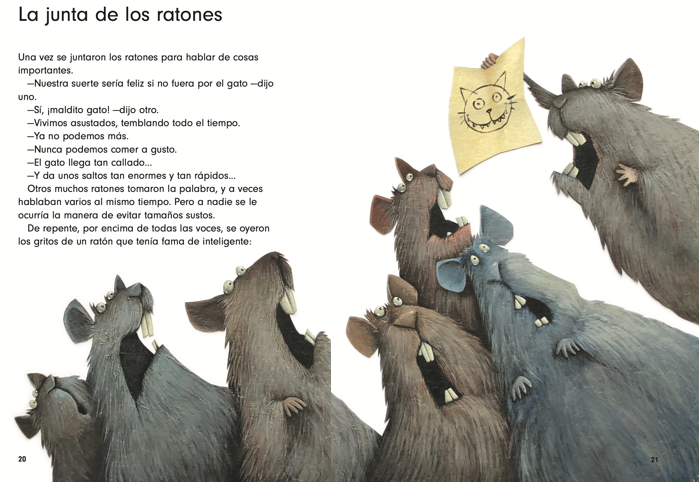 La junta de los ratones
Una vez se juntaron los ratones para hablar de cosas
importantes.
—Nuestra suerte sería feliz si no fuera por el gato —dijo
uno.
—Sí, ¡maldito gato! —dijo otro.
—Vivimos asustados, temblando todo el tiempo.
—Ya no podemos más.
—Nunca podemos comer a gusto.
—El gato llega tan callado...
—Y da unos saltos tan enormes y tan rápidos...
Otros muchos ratones tomaron la palabra, y a veces
hablaban varios al mismo tiempo. Pero a nadie se le
ocurría la manera de evitar tamaños sustos.
De repente, por encima de todas las voces, se oyeron
los gritos de un ratón que tenía fama de inteligente:
20
21